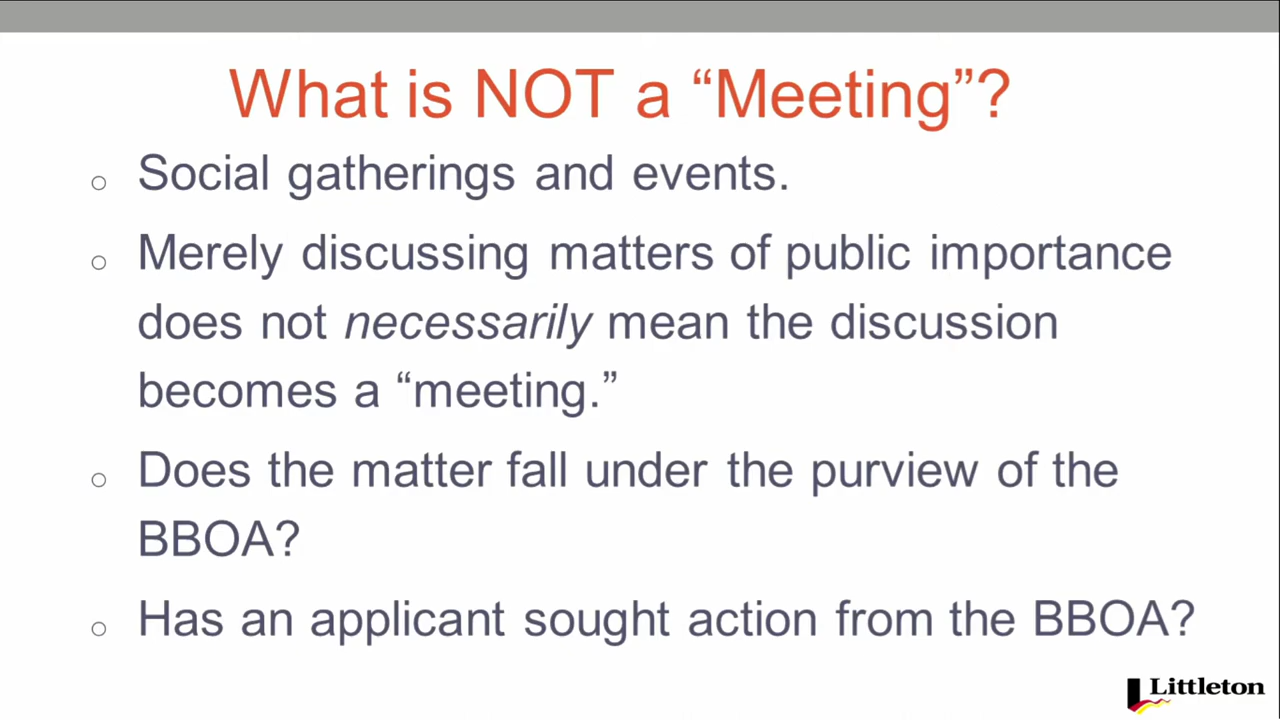 What is NOT a “Meeting”?
Social gatherings and events.
Merely discussing matters of public importance
does not necessarily mean the discussion
becomes a “meeting.”
Does the matter fall under the purview of the
BBOA?
Has an applicant sought action from the BBOA?
Littleton